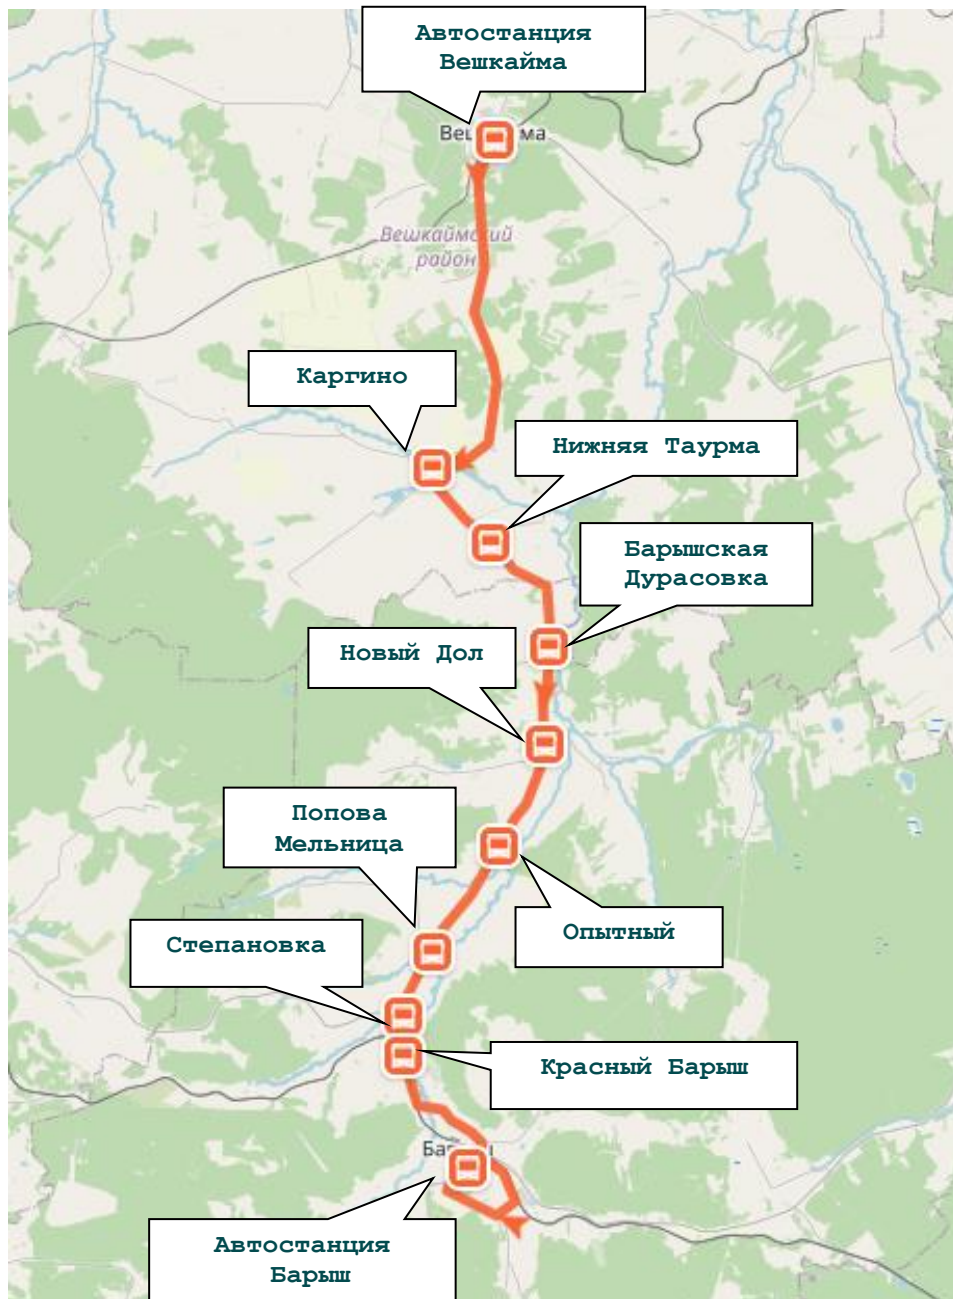 Автостанция
Вешкайма
Вешкаймский
район
Каргино
Нижняя Таурма
Барышская
Дурасовка
Новый Дол
Попова
Мельница
Опытный
Степановка
Красный Барыш
Автостанция
Барыш